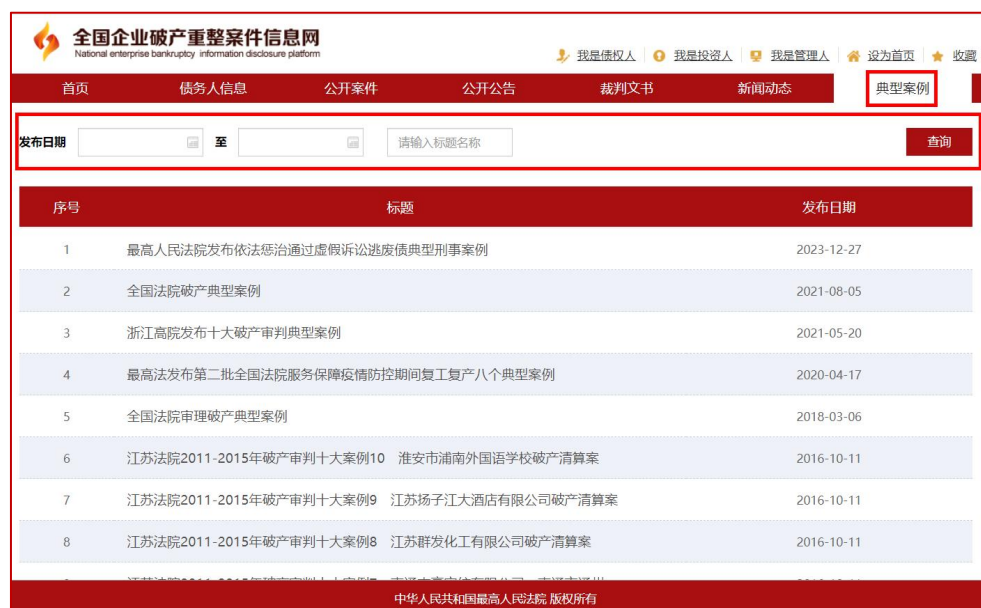 全国企业破产重整案件信息网
National enterprise bankruptcy information disclosure platform
我是债权人 我是投资人 我是管理人 设为首页 收藏
首页 债务人信息 公开案件 公开公告 裁判文书 新闻动态 典型案例
发布日期 至 请输入标题名称 查询
序号 标题 发布日期
1 最高人民法院发布依法惩治通过虚假诉讼逃废债典型刑事案例 2023-12-27
2 全国法院破产典型案例 2021-08-05
3 浙江高院发布十大破产审判典型案例 2021-05-20
4 最高法发布第二批全国法院服务保障疫情防控期间复工复产八个典型案例 2020-04-17
5 全国法院审理破产典型案例 2018-03-06
6 江苏法院2011-2015年破产审判十大案例10 淮安市浦南外国语学校破产清算案 2016-10-11
7 江苏法院2011-2015年破产审判十大案例9 江苏扬子江大酒店有限公司破产清算案 2016-10-11
8 江苏法院2011-2015年破产审判十大案例8 江苏群发化工有限公司破产清算案 2016-10-11
中华人民共和国最高人民法院 版权所有